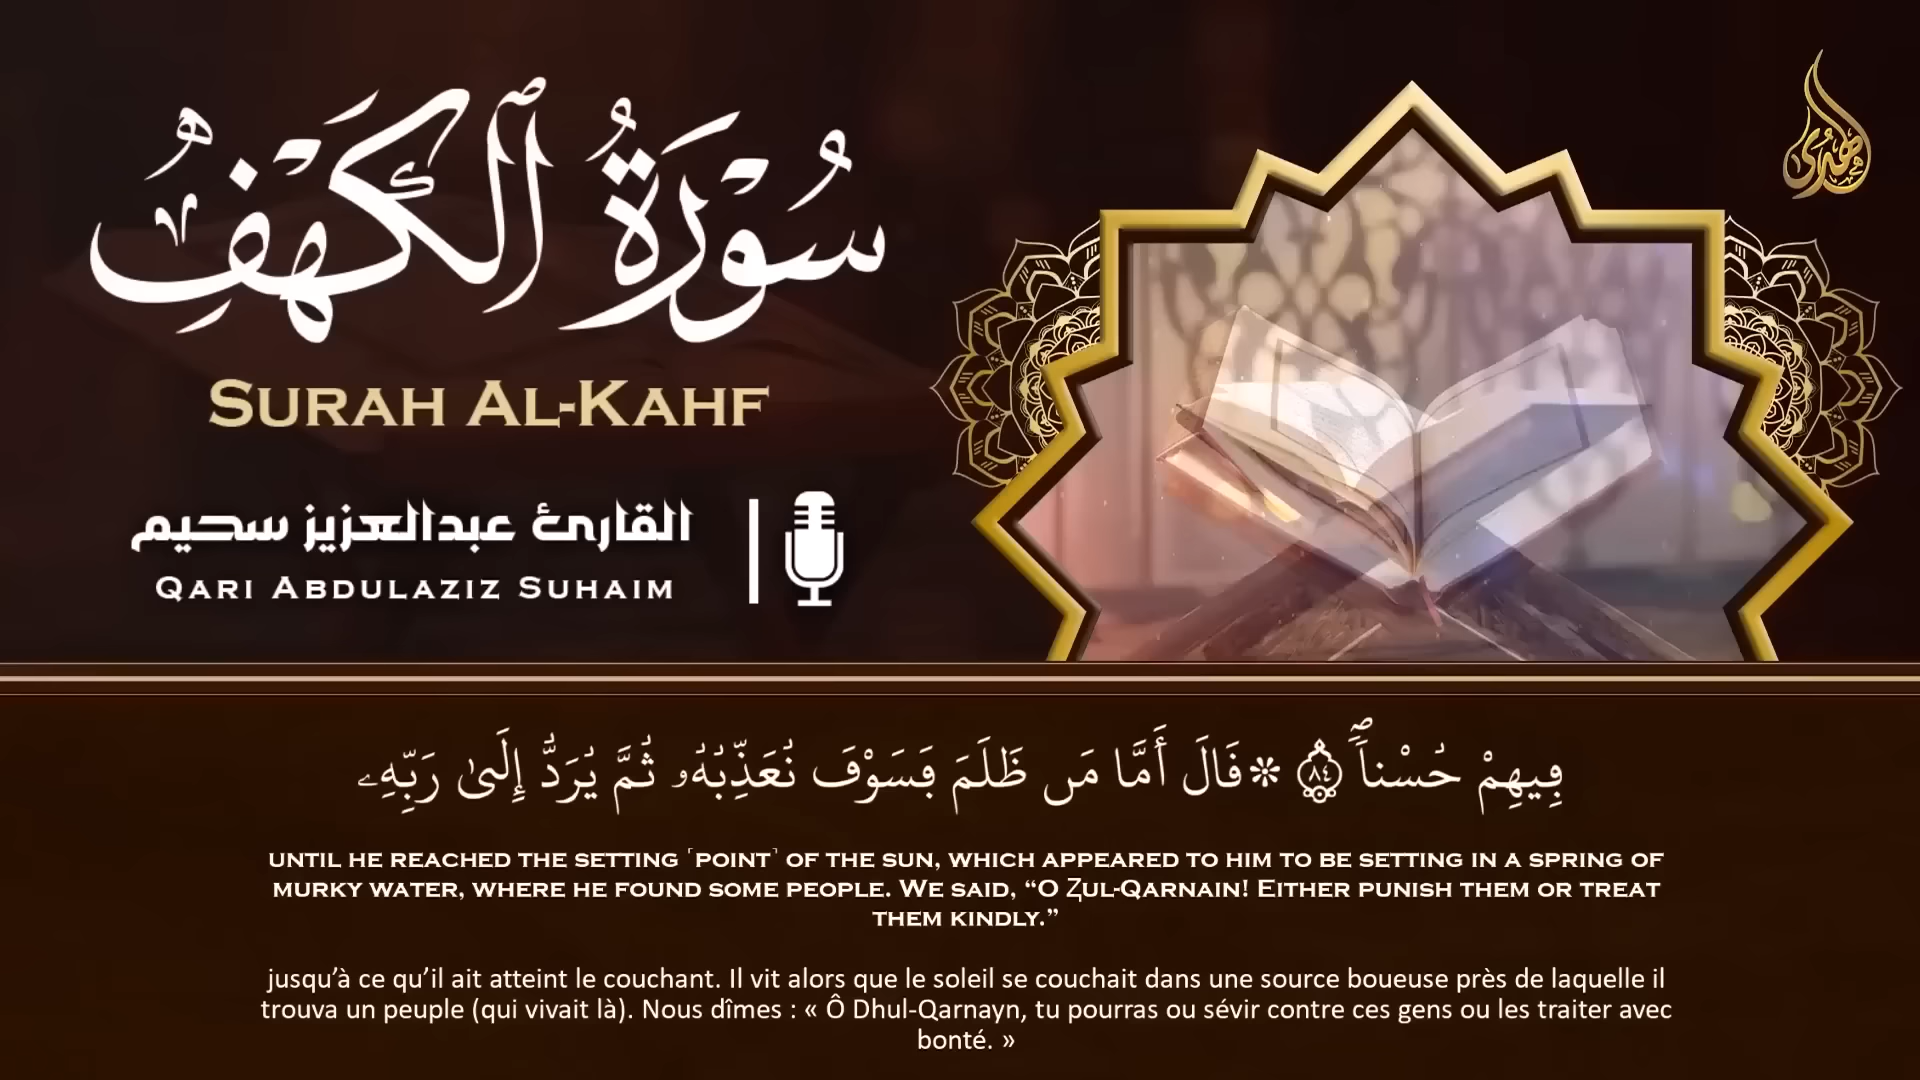 سُورَةُ الكَهْفِ
SURAH AL-KAHF
القارئ عبدالعزيز سحيم
QARI ABDULAZIZ SUHAIM
الهدى
فِيهِمْ حُسْناٗۖ ۝٨٤ ۞ قَالَ أَمَّا مَن ظَلَمَ فَسَوْفَ نُعَذِّبُهُۥ ثُمَّ يُرَدُّ إِلَىٰ رَبِّهِۦ
UNTIL HE REACHED THE SETTING ˹POINT˺ OF THE SUN, WHICH APPEARED TO HIM TO BE SETTING IN A SPRING OF
MURKY WATER, WHERE HE FOUND SOME PEOPLE. WE SAID, “O ⱫUL-QARNAIN! EITHER PUNISH THEM OR TREAT
THEM KINDLY.”
jusqu’à ce qu’il ait atteint le couchant. Il vit alors que le soleil se couchait dans une source boueuse près de laquelle il
trouva un peuple (qui vivait là). Nous dîmes : « Ô Dhul-Qarnayn, tu pourras ou sévir contre ces gens ou les traiter avec
bonté. »